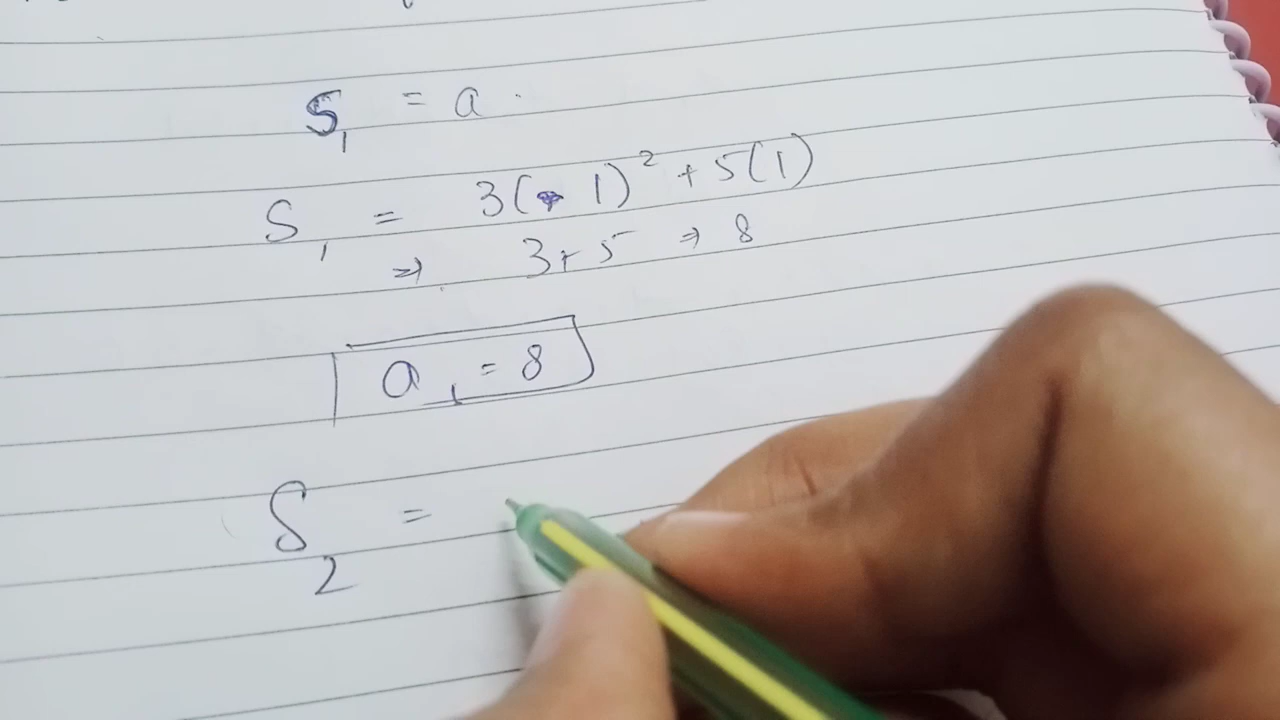 S₁ = a.
S₁ = 3(1)² + 5(1)
⇒ 3+5 ⇒ 8
a₁ = 8
S₂ =